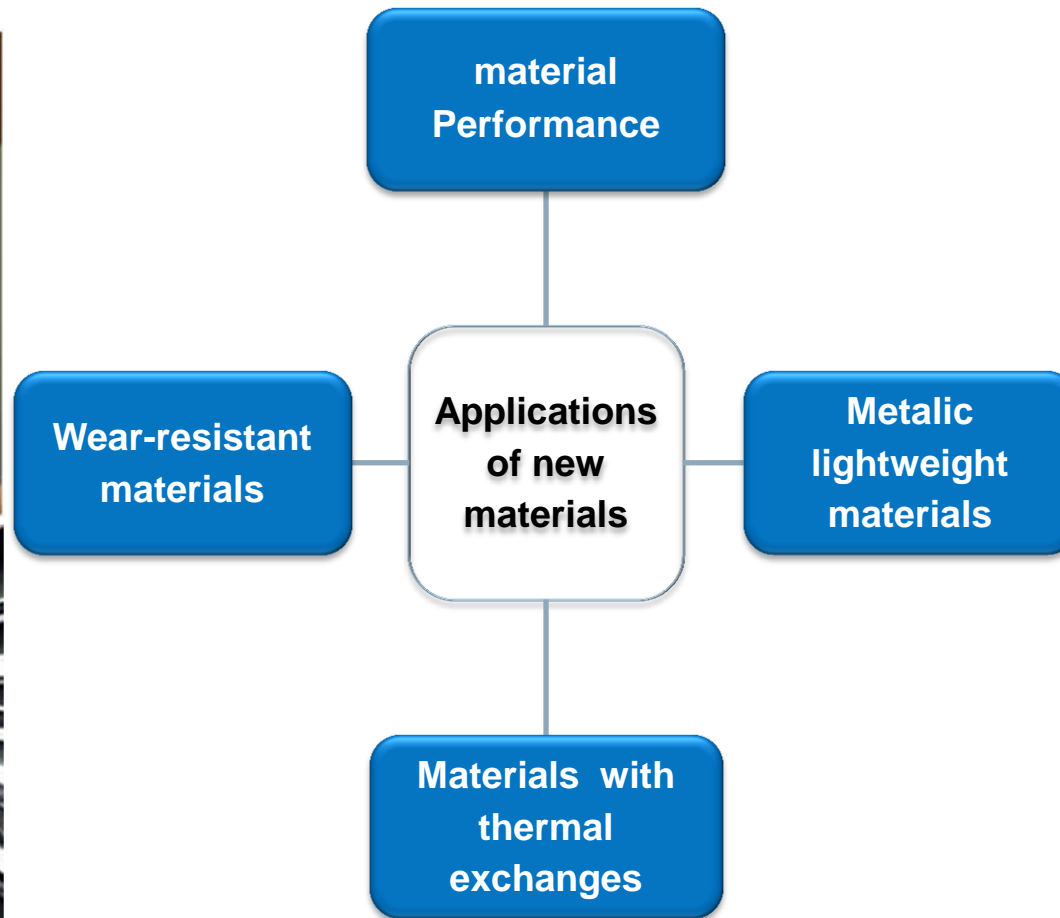 material
Performance
Wear-resistant
materials
Applications
of new
materials
Metalic
lightweight
materials
Materials with
thermal
exchanges